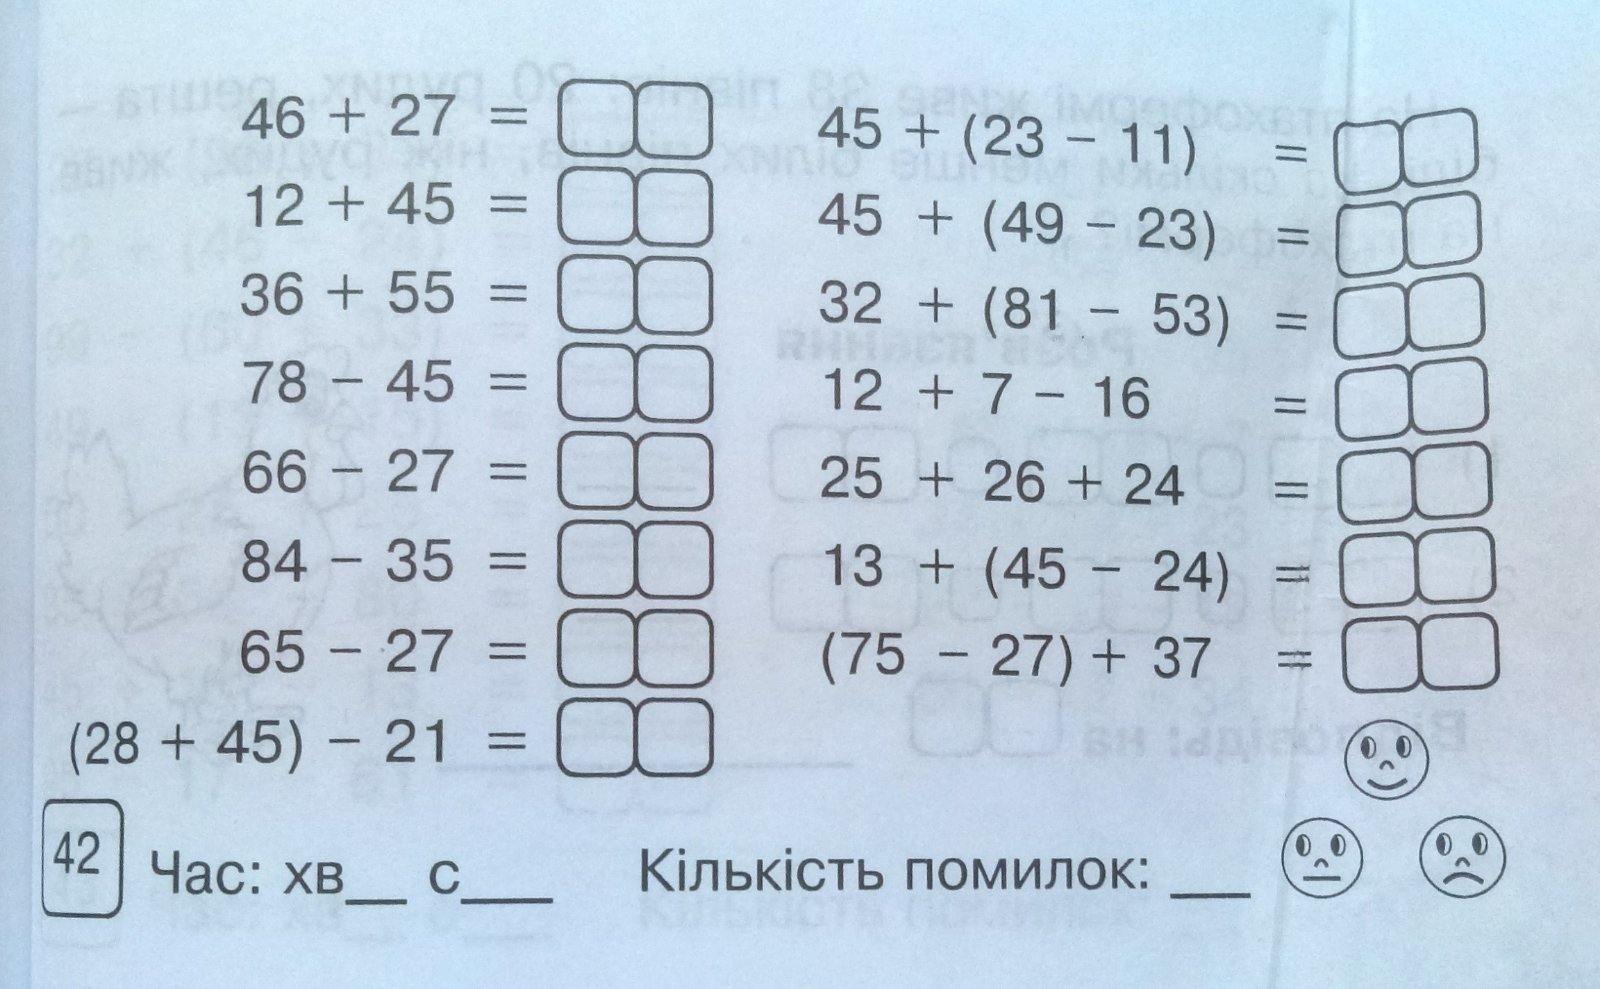 46 + 27 =
12 + 45 =
36 + 55 =
78 − 45 =
66 − 27 =
84 − 35 =
65 − 27 =
(28 + 45) − 21 =
45 + (23 − 11) =
45 + (49 − 23) =
32 + (81 − 53) =
12 + 7 − 16 =
25 + 26 + 24 =
13 + (45 − 24) =
(75 − 27) + 37 =
42
Час: хв__ с___ Кількість помилок: ___